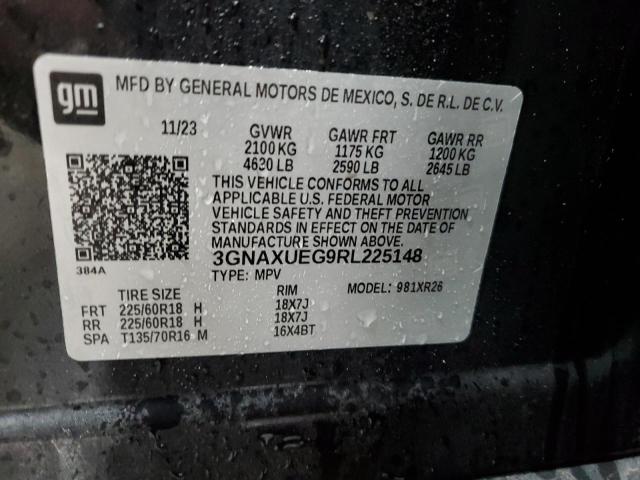 gm
MFD BY GENERAL MOTORS DE MEXICO, S. DE R.L. DE C.V.
11/23 GVWR GAWR FRT GAWR RR
2100 KG 1175 KG 1200 KG
4630 LB 2590 LB 2645 LB
THIS VEHICLE CONFORMS TO ALL
APPLICABLE U.S. FEDERAL MOTOR
VEHICLE SAFETY AND THEFT PREVENTION
STANDARDS IN EFFECT ON THE DATE OF
MANUFACTURE SHOWN ABOVE.
384A
3GNAXUEG9RL225148
TYPE: MPV MODEL: 981XR26
TIRE SIZE RIM
FRT 225/60R18 H 18X7J
RR 225/60R18 H 18X7J
SPA T135/70R16 M 16X4BT